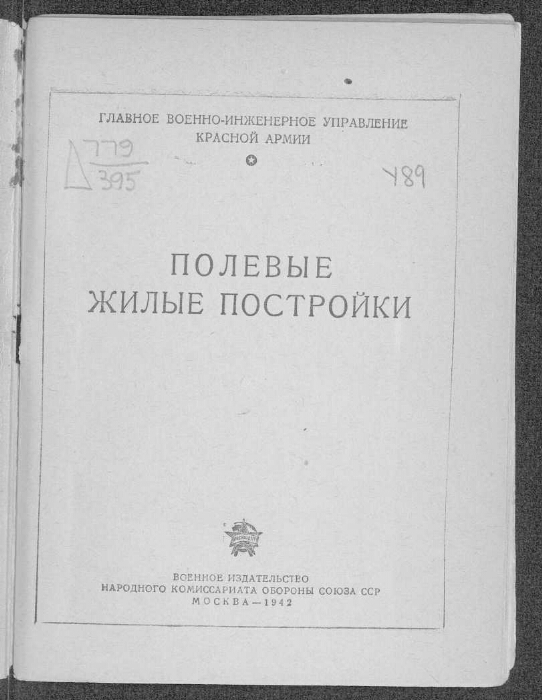 ГЛАВНОЕ ВОЕННО-ИНЖЕНЕРНОЕ УПРАВЛЕНИЕ
КРАСНОЙ АРМИИ
779
395
У89
ПОЛЕВЫЕ
ЖИЛЫЕ ПОСТРОЙКИ
ВОЕННОЕ ИЗДАТЕЛЬСТВО
НАРОДНОГО КОМИССАРИАТА ОБОРОНЫ СОЮЗА ССР
МОСКВА—1942